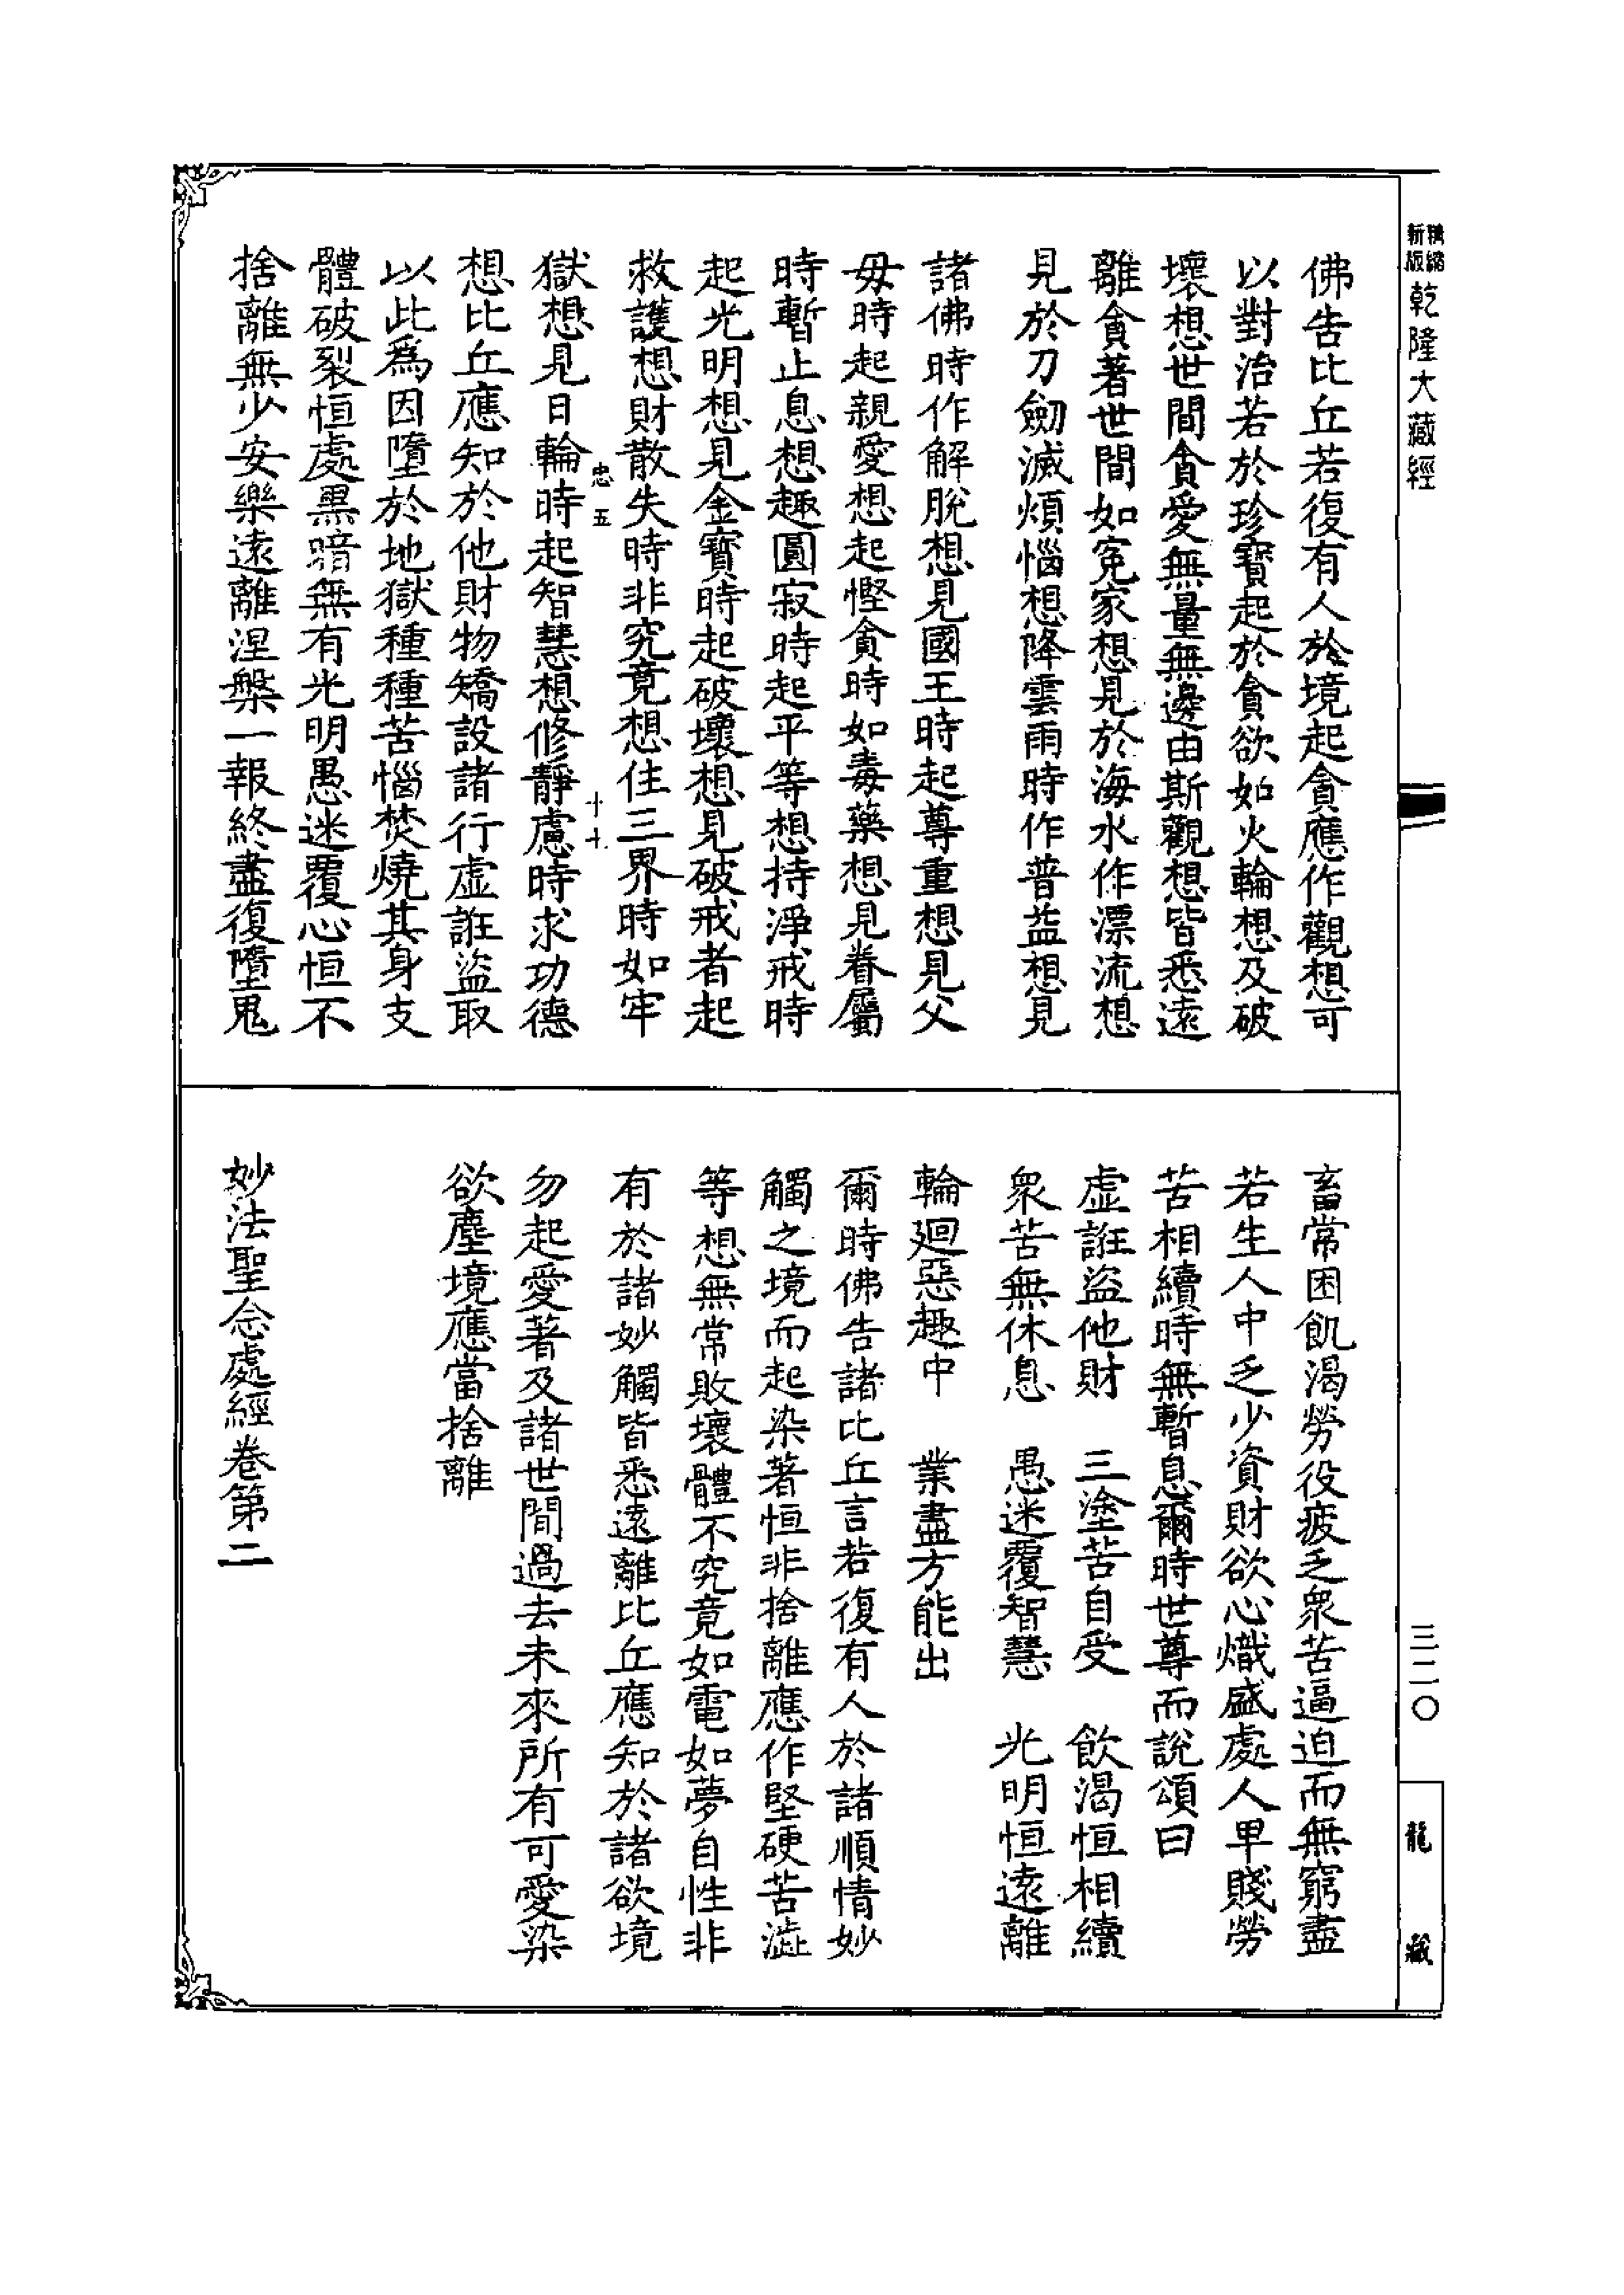 新版精縮
乾隆大藏經
三二〇
龍藏
佛告比丘若復有人於境起貪應作觀想可
以對治若於珍寶起於貪欲如火輪想及破
壞想世間貪愛無量無邊由斯觀想皆悉遠
離貪著世間如冤家想見於海水作漂流想
見於刀劒滅煩惱想降雲雨時作普益想見
諸佛時作解脫想見國王時起尊重想見父
毋時起親愛想起慳貪時如毒藥想見眷屬
時暫止息想趣圓寂時起平等想持淨戒時
起光明想見金寶時起破壞想見破戒者起
救護想財散失時非究竟想住三界時如牢
忠五
獄想見日輪時起智慧想修靜慮時求功德
想比丘應知於他財物矯設諸行虛誑盜取
以此為因墮於地獄種種苦惱焚燒其身支
體破裂恒處黑暗無有光明愚迷覆心恒不
捨離無少安樂遠離涅槃一報終盡復墮鬼
畜常困飢渴勞役疲乏衆苦逼迫而無窮盡
若生人中乏少資財欲心熾盛處人卑賤勞
苦相續時無暫息爾時世尊而說頌曰
虛誑盜他財　三塗苦自受　飲渴恒相續
衆苦無休息　愚迷覆智慧　光明恒遠離
輪迴惡趣中　業盡方能出
爾時佛告諸比丘言若復有人於諸順情妙
觸之境而起染著恒非捨離應作堅硬苦澁
等想無常敗壞體不究竟如電如夢自性非
有於諸妙觸皆悉遠離比丘應知於諸欲境
勿起愛著及諸世間過去未來所有可愛染
欲塵境應當捨離
妙法聖念處經卷第二